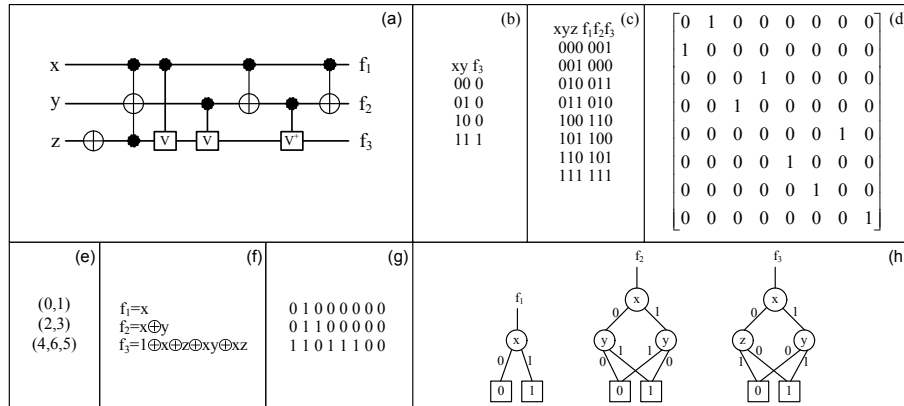 (a)
x f₁
y f₂
z V V V⁺ f₃
(b)
xy f₃
00 0
01 0
10 0
11 1
(c)
xyz f₁f₂f₃
000 001
001 000
010 011
011 010
100 110
101 100
110 101
111 111
(d)
0 1 0 0 0 0 0 0
1 0 0 0 0 0 0 0
0 0 0 1 0 0 0 0
0 0 1 0 0 0 0 0
0 0 0 0 0 0 1 0
0 0 0 0 1 0 0 0
0 0 0 0 0 1 0 0
0 0 0 0 0 0 0 1
(e)
(0,1)
(2,3)
(4,6,5)
(f)
f₁=x
f₂=x⊕y
f₃=1⊕x⊕z⊕xy⊕xz
(g)
0 1 0 0 0 0 0 0
0 1 1 0 0 0 0 0
1 1 0 1 1 1 0 0
(h)
f₁
x
0 1
0 1
f₂
x
0 1
y y
0 1 0 1
0 1
f₃
x
0 1
z y
1 0 0 1
0 1